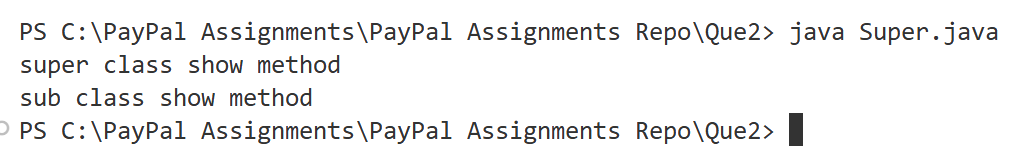 PS C:\PayPal Assignments\PayPal Assignments Repo\Que2> java Super.java
super class show method
sub class show method
PS C:\PayPal Assignments\PayPal Assignments Repo\Que2>